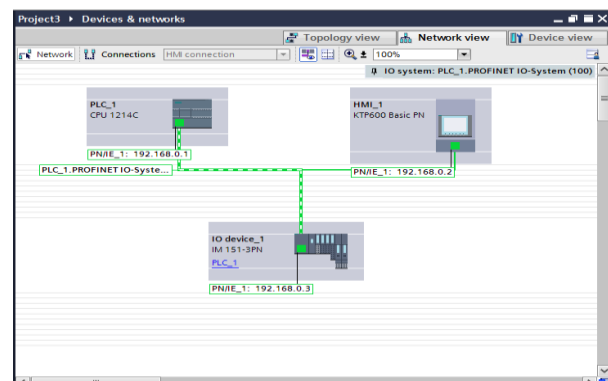 Project3 ▸ Devices & networks
Topology view
Network view
Device view
Network
Connections
HMI connection
100%
IO system: PLC_1.PROFINET IO-System (100)
PLC_1
CPU 1214C
HMI_1
KTP600 Basic PN
PN/IE_1: 192.168.0.1
PLC_1.PROFINET IO-Syste...
PN/IE_1: 192.168.0.2
IO device_1
IM 151-3PN
PLC_1
PN/IE_1: 192.168.0.3